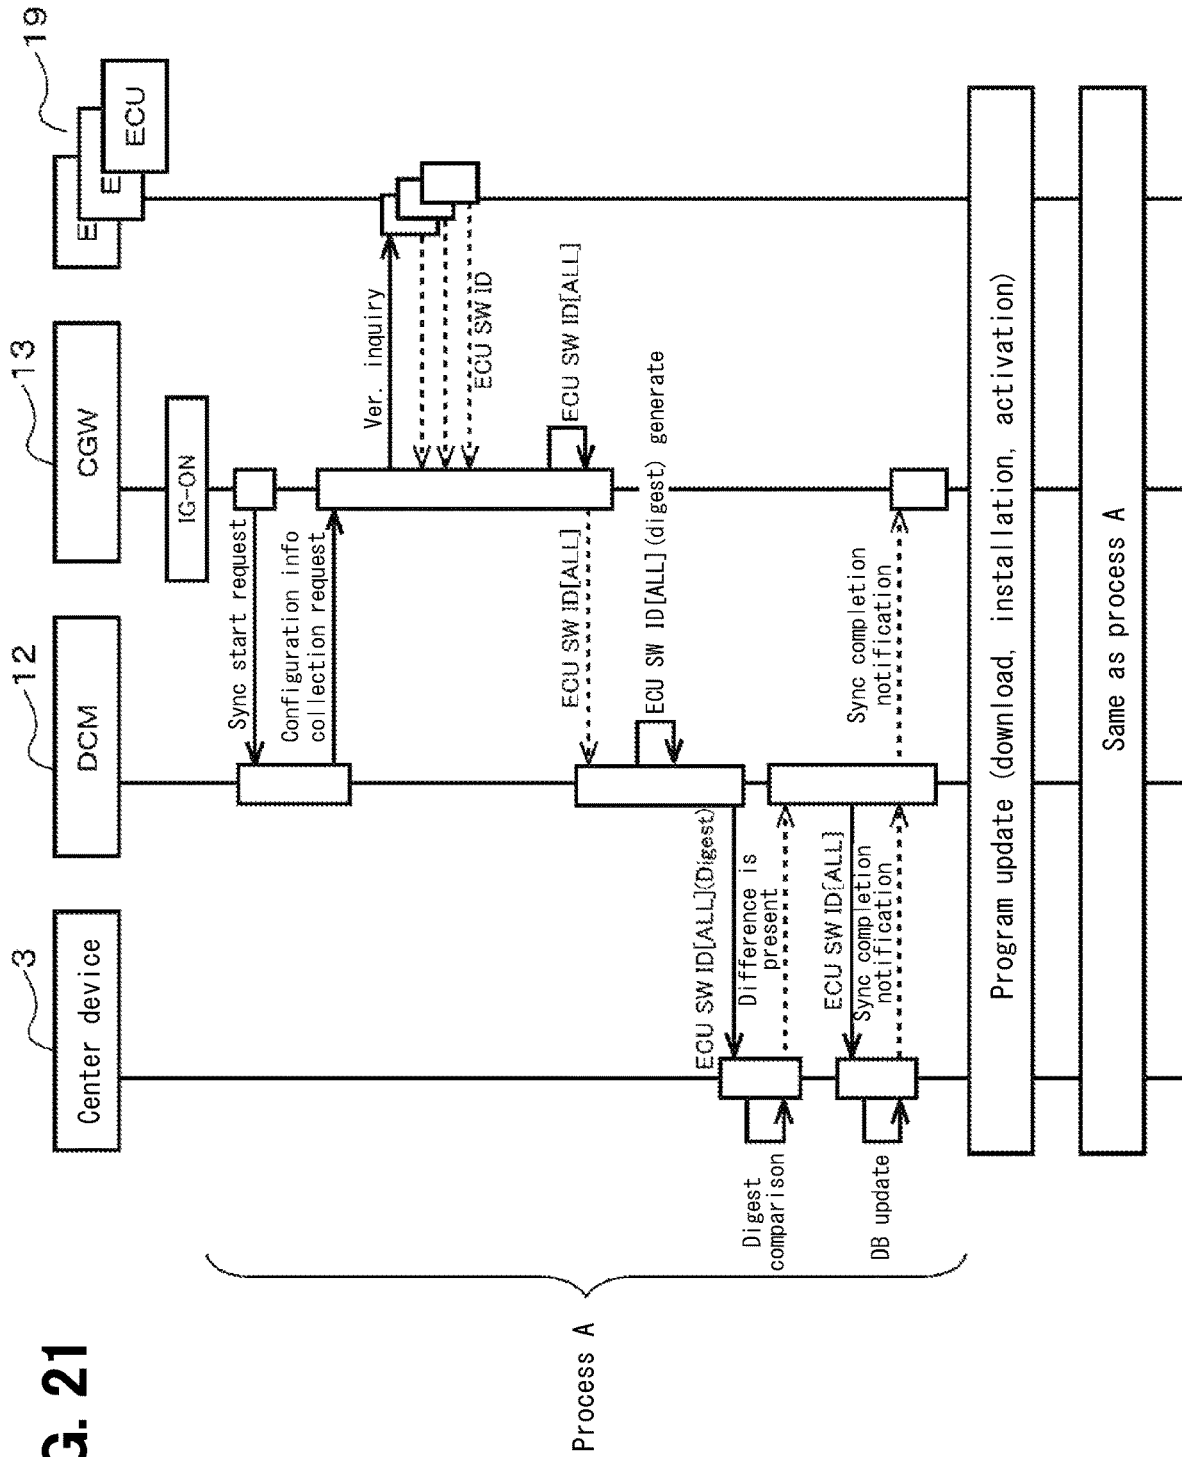 G. 21
3
12
13
19
Center device
DCM
CGW
E
E
ECU
IG-ON
Sync start request
Configuration info
collection request
Ver. inquiry
ECU SW ID
ECU SW ID[ALL]
ECU SW ID[ALL]
ECU SW ID[ALL](digest) generate
ECU SW ID[ALL](Digest)
Digest
comparison
Difference is
present
ECU SW ID[ALL]
DB update
Sync completion
notification
Sync completion
notification
Process A
Program update (download, installation, activation)
Same as process A